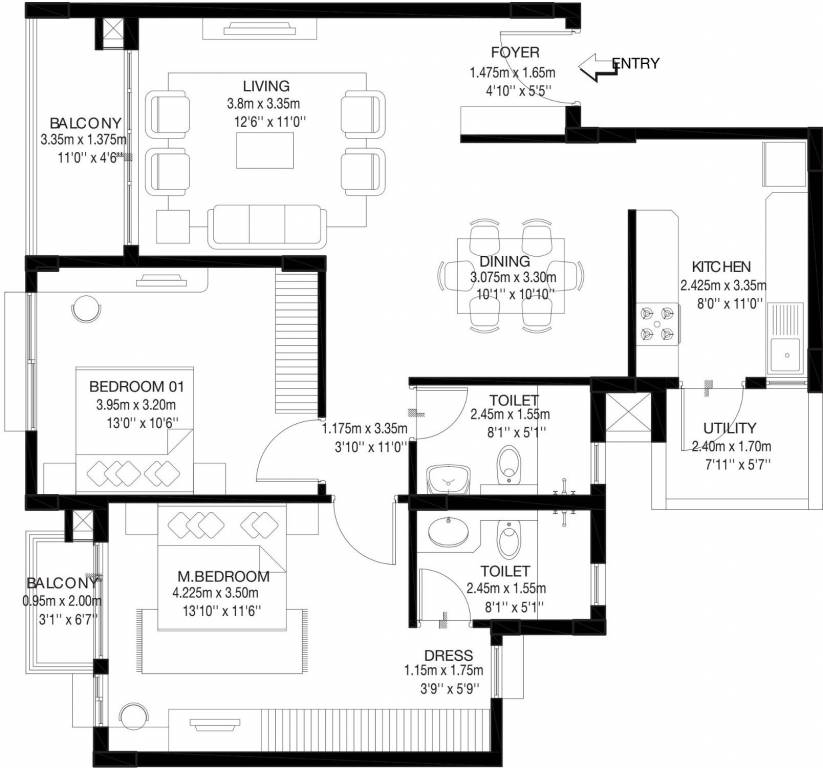 FOYER
1.475m x 1.65m
4'10'' x 5'5''
ENTRY
LIVING
3.8m x 3.35m
12'6'' x 11'0''
BALCONY
3.35m x 1.375m
11'0'' x 4'6''
DINING
3.075m x 3.30m
10'1'' x 10'10''
KITCHEN
2.425m x 3.35m
8'0'' x 11'0''
BEDROOM 01
3.95m x 3.20m
13'0'' x 10'6''
1.175m x 3.35m
3'10'' x 11'0''
TOILET
2.45m x 1.55m
8'1'' x 5'1''
UTILITY
2.40m x 1.70m
7'11'' x 5'7''
BALCONY
0.95m x 2.00m
3'1'' x 6'7''
M.BEDROOM
4.225m x 3.50m
13'10'' x 11'6''
TOILET
2.45m x 1.55m
8'1'' x 5'1''
DRESS
1.15m x 1.75m
3'9'' x 5'9''